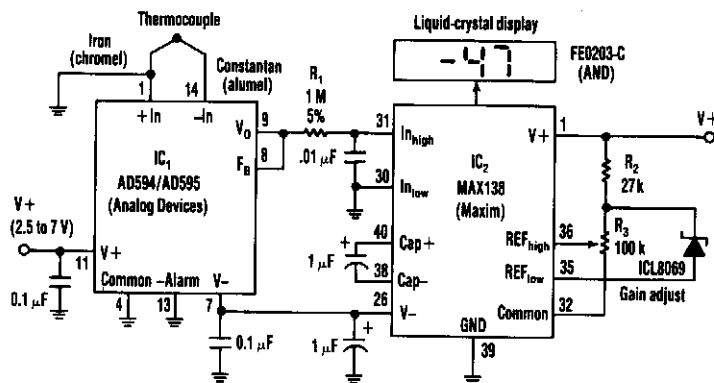 Thermocouple
Iron
(chromel)
Constantan
(alumel)
1
14
+In
−In
VO
9
FB
8
IC1
AD594/AD595
(Analog Devices)
V+
(2.5 to 7 V)
11
V+
0.1 µF
Common
−Alarm
V−
4
13
7
0.1 µF
1 µF
+
R1
1 M
5%
.01 µF
1 µF
+
Liquid-crystal display
-47
FE0203-C
(AND)
31
Inhigh
30
Inlow
40
Cap+
38
Cap−
26
V−
IC2
MAX138
(Maxim)
V+
1
V+
R2
27 k
REFhigh
36
R3
100 k
REFlow
35
ICL8069
Gain adjust
Common
32
GND
39